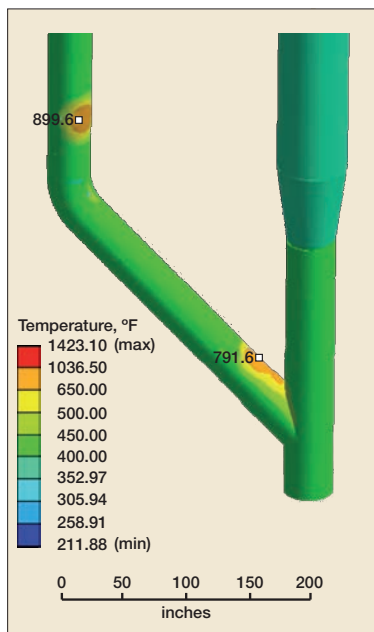 899.6
791.6
Temperature, ºF
1423.10 (max)
1036.50
650.00
500.00
450.00
400.00
352.97
305.94
258.91
211.88 (min)
0 50 100 150 200
inches